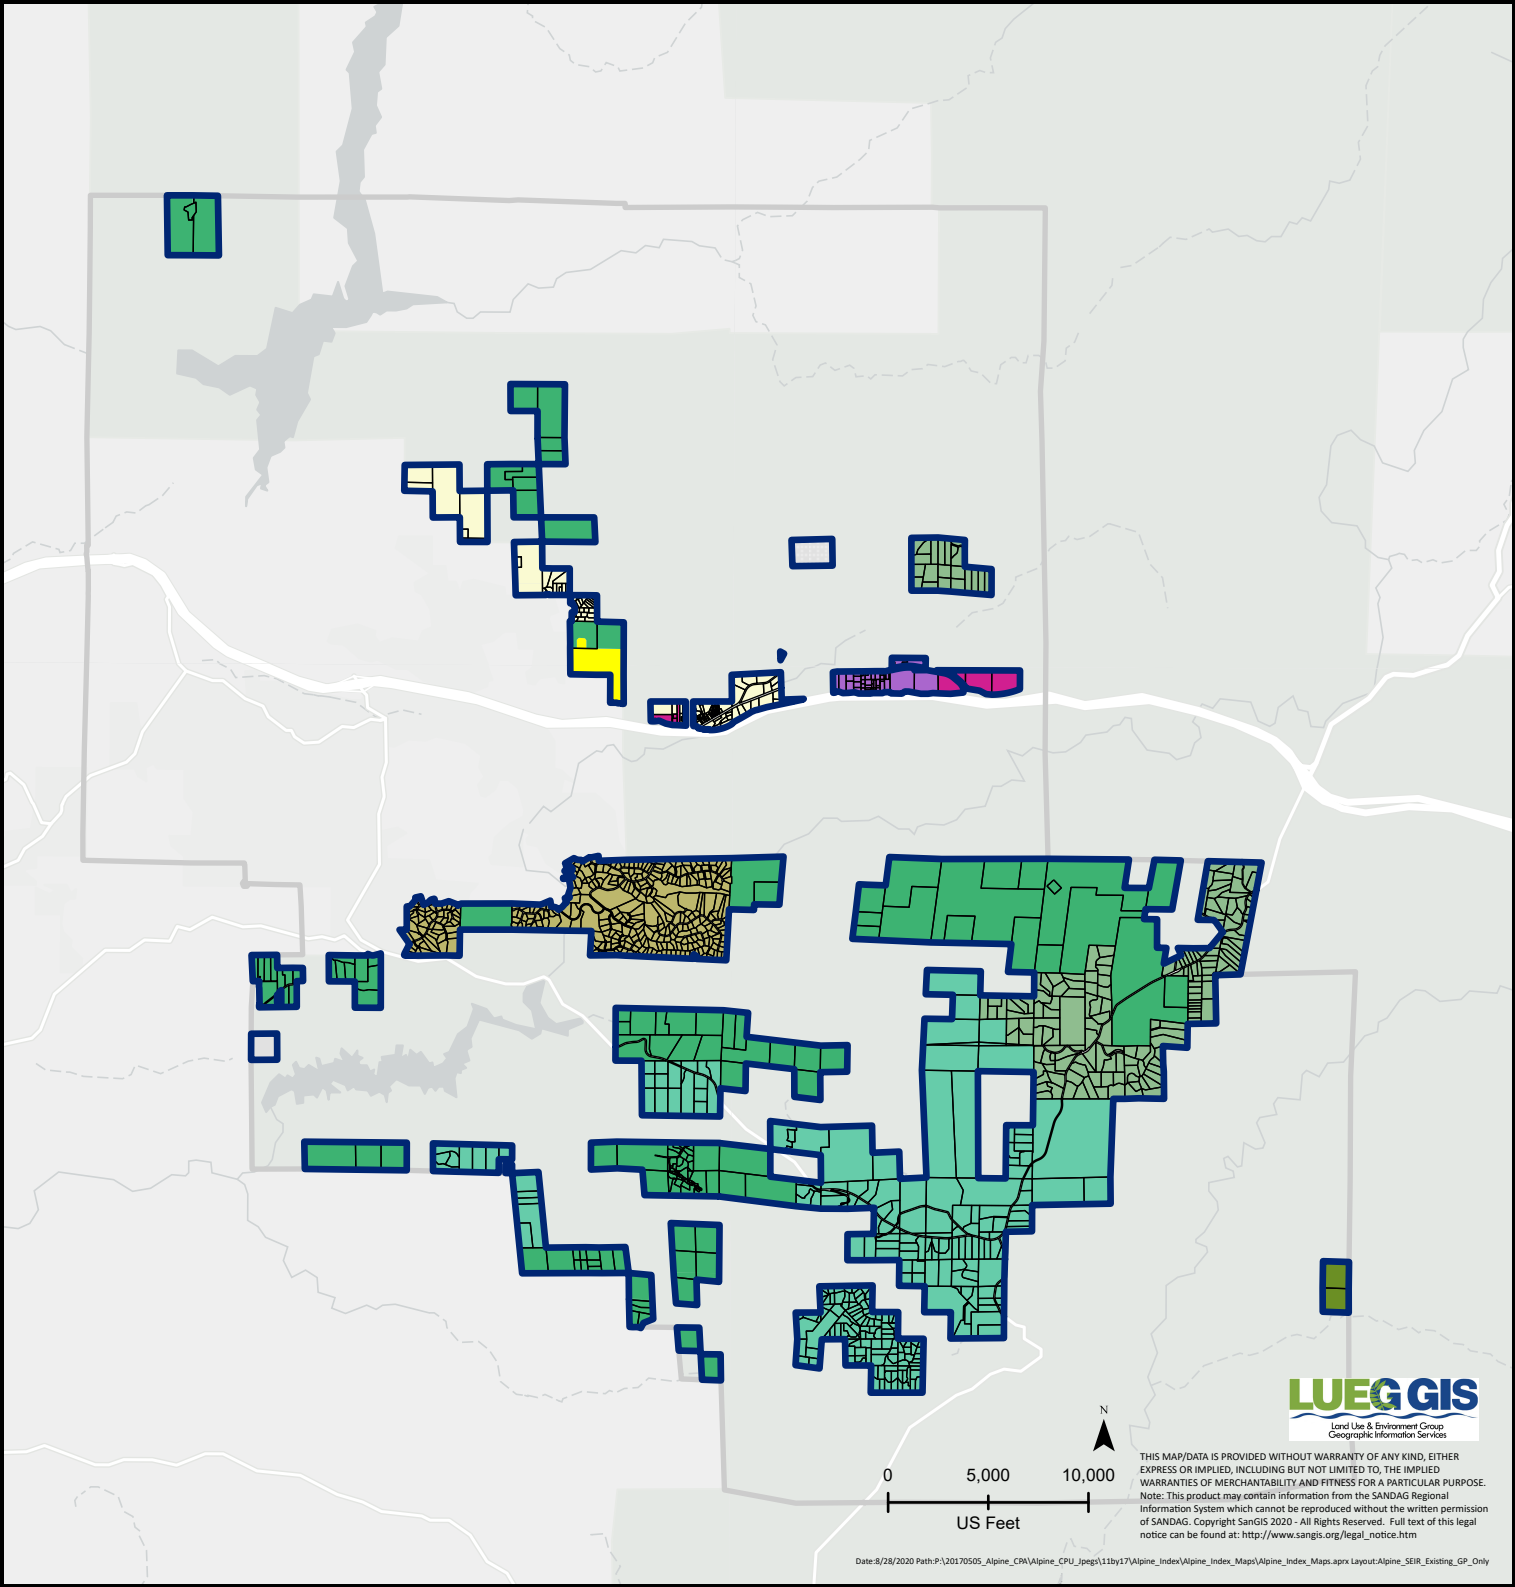 LUEG GIS
Land Use & Environment Group
Geographic Information Services
N
0 5,000 10,000
US Feet
THIS MAP/DATA IS PROVIDED WITHOUT WARRANTY OF ANY KIND, EITHER
EXPRESS OR IMPLIED, INCLUDING BUT NOT LIMITED TO, THE IMPLIED
WARRANTIES OF MERCHANTABILITY AND FITNESS FOR A PARTICULAR PURPOSE.
Note: This product may contain information from the SANDAG Regional
Information System which cannot be reproduced without the written permission
of SANDAG. Copyright SanGIS 2020 - All Rights Reserved. Full text of this legal
notice can be found at: http://www.sangis.org/legal_notice.htm
Date:8/28/2020 Path:P:\20170505_Alpine_CPA\Alpine_CPU_Jpegs\11by17\Alpine_Index\Alpine_Index_Maps\Alpine_Index_Maps.aprx Layout:Alpine_SEIR_Existing_GP_Only